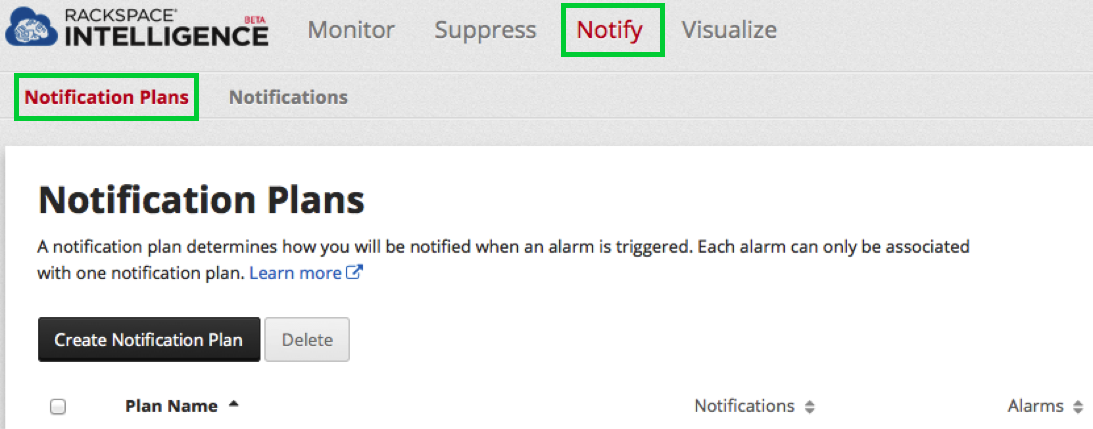 RACKSPACE®
BETA
INTELLIGENCE
Monitor Suppress Notify Visualize
Notification Plans Notifications
Notification Plans
A notification plan determines how you will be notified when an alarm is triggered. Each alarm can only be associated
with one notification plan. Learn more
Create Notification Plan Delete
Plan Name Notifications Alarms